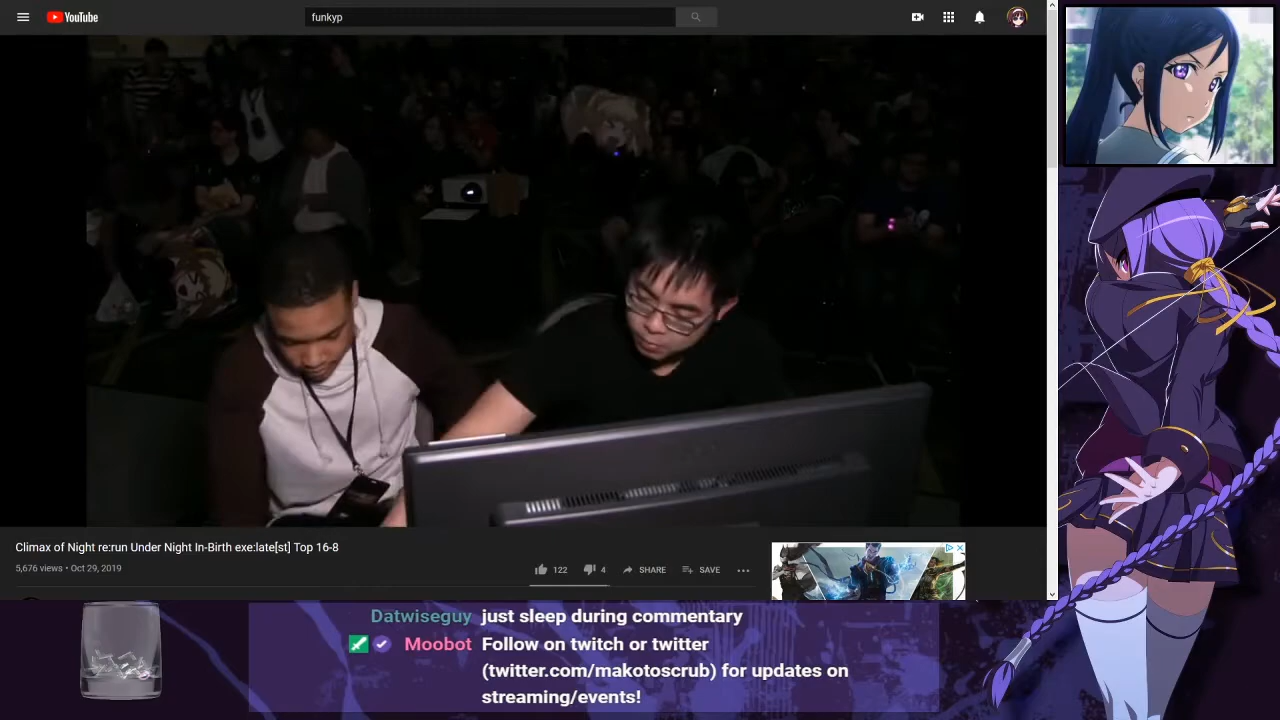 YouTube
funkyp
Climax of Night re:run Under Night In-Birth exe:late[st] Top 16-8
5,676 views • Oct 29, 2019
122
4
SHARE
SAVE
Datwiseguy just sleep during commentary
Moobot Follow on twitch or twitter
(twitter.com/makotoscrub) for updates on
streaming/events!